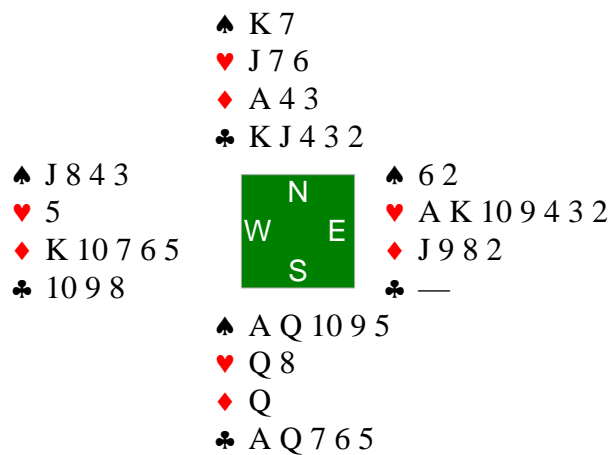 ♠ K 7
♥ J 7 6
♦ A 4 3
♣ K J 4 3 2
♠ J 8 4 3
♥ 5
♦ K 10 7 6 5
♣ 10 9 8
N
W E
S
♠ 6 2
♥ A K 10 9 4 3 2
♦ J 9 8 2
♣ —
♠ A Q 10 9 5
♥ Q 8
♦ Q
♣ A Q 7 6 5